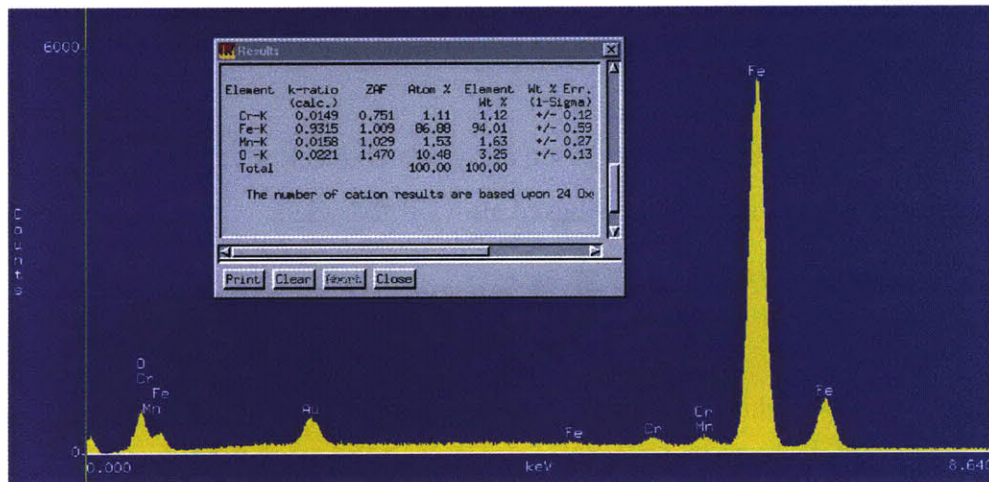 6000
Results
Element k-ratio ZAF Atom % Element Wt % Err.
(calc.) Wt % (1-Sigma)
Cr-K 0.0149 0.751 1.11 1.12 +/- 0.12
Fe-K 0.9315 1.009 86.88 94.01 +/- 0.59
Mn-K 0.0158 1.029 1.53 1.63 +/- 0.27
O -K 0.0221 1.470 10.48 3.25 +/- 0.13
Total 100.00 100.00
The number of cation results are based upon 24 Oxy
Print Clear Abort Close
Counts
Fe
O
Cr
Fe
Mn
Au
Fe
Cr
Cr
Mn
Fe
0.
0.000
keV
8.640